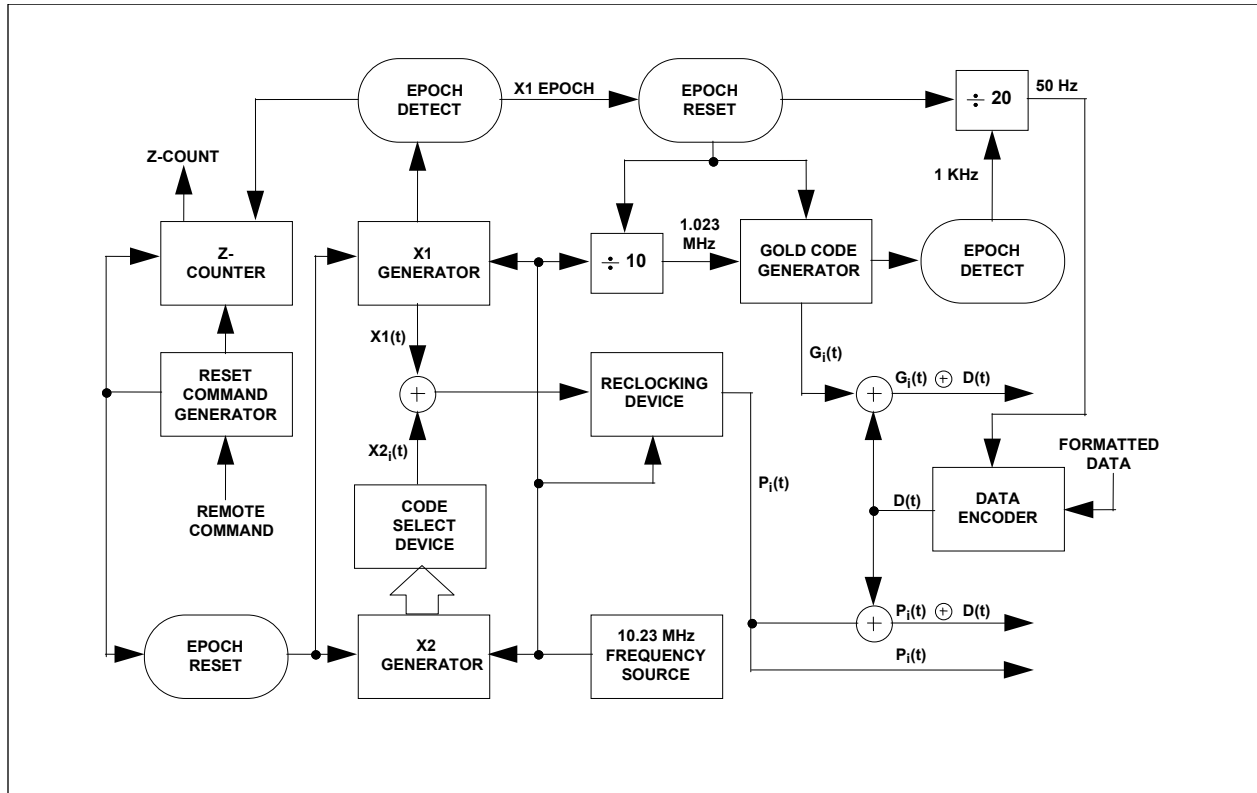 EPOCH
DETECT
X1 EPOCH
EPOCH
RESET
÷ 20
50 Hz
Z-COUNT
1 KHz
Z-
COUNTER
X1
GENERATOR
÷ 10
1.023
MHz
GOLD CODE
GENERATOR
EPOCH
DETECT
X1(t)
Gi(t)
RESET
COMMAND
GENERATOR
+
RECLOCKING
DEVICE
+
Gi(t) ⊕ D(t)
X2i(t)
FORMATTED
DATA
REMOTE
COMMAND
CODE
SELECT
DEVICE
Pi(t)
D(t)
DATA
ENCODER
EPOCH
RESET
X2
GENERATOR
10.23 MHz
FREQUENCY
SOURCE
+
Pi(t) ⊕ D(t)
Pi(t)